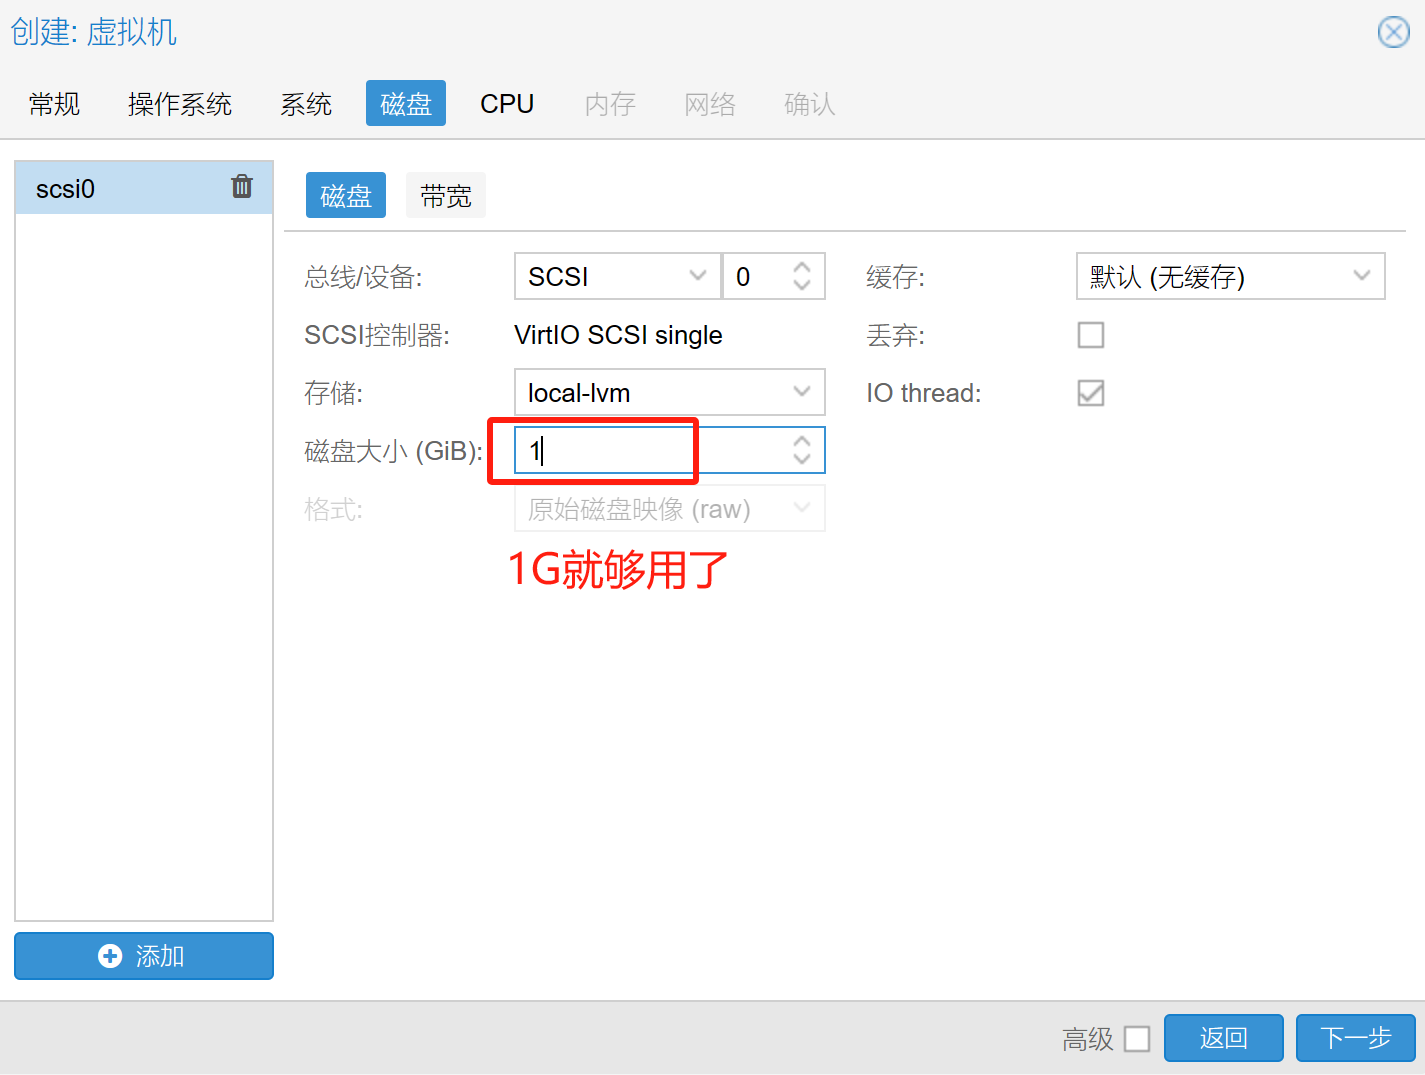 创建: 虚拟机
常规 操作系统 系统 磁盘 CPU 内存 网络 确认
scsi0
磁盘 带宽
总线/设备: SCSI 0 缓存: 默认 (无缓存)
SCSI控制器: VirtIO SCSI single 丢弃:
存储: local-lvm IO thread:
磁盘大小 (GiB): 1
格式: 原始磁盘映像 (raw)
1G就够用了
添加
高级 返回 下一步